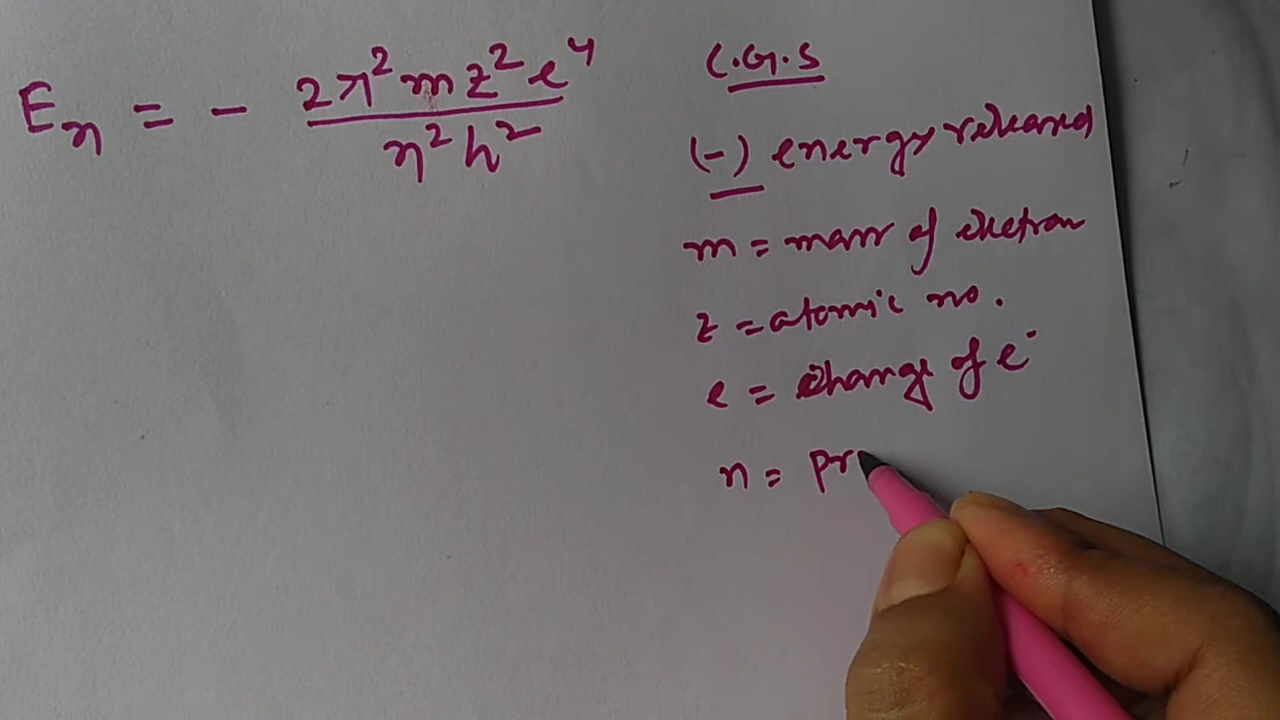 Eₙ = - 2π²mz²e⁴ / n²h²
C.G.S
(-) energy released
m = mass of electron
z = atomic no.
e = charge of e⁻
n = pr